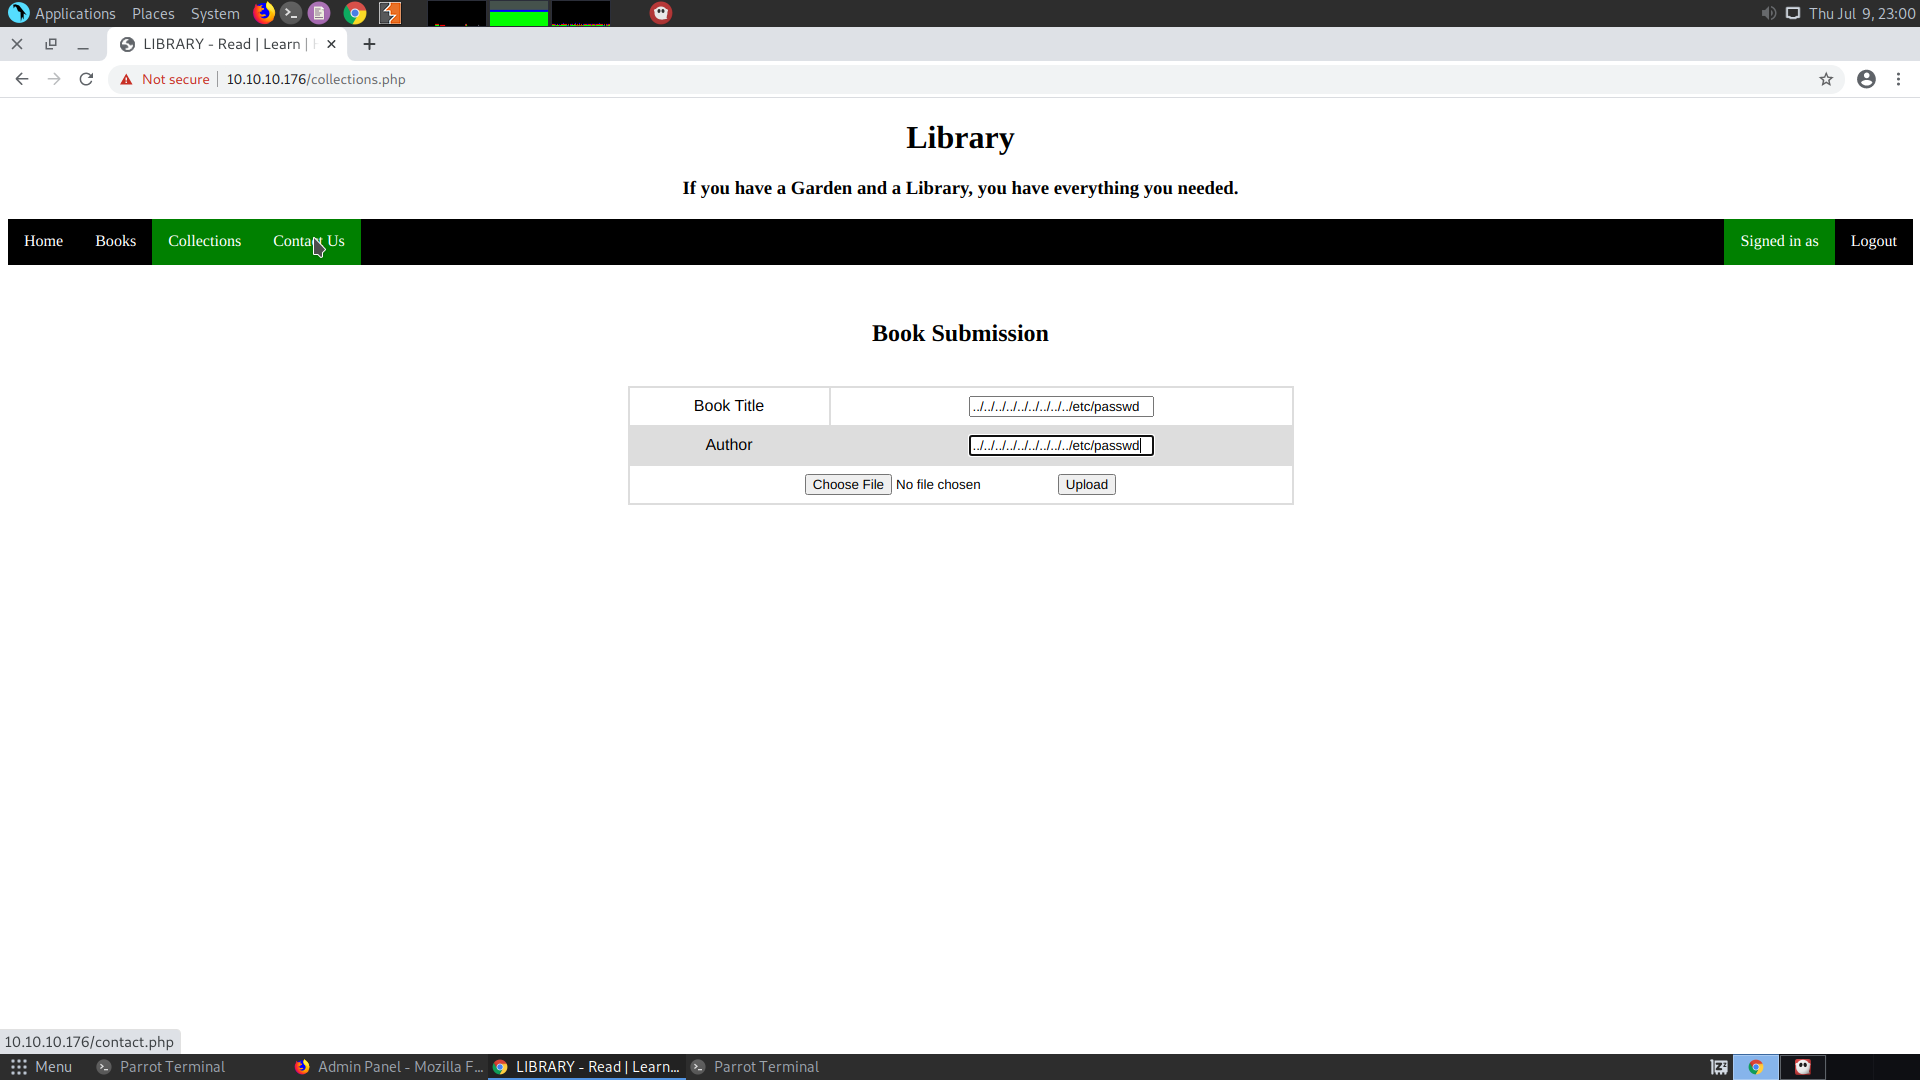 Applications Places System Thu Jul 9, 23:00
LIBRARY - Read | Learn |
Not secure 10.10.10.176/collections.php
Library
If you have a Garden and a Library, you have everything you needed.
Home Books Collections Contact Us Signed in as Logout
Book Submission
Book Title ../../../../../../../../../etc/passwd
Author ../../../../../../../../../etc/passwd
Choose File No file chosen Upload
10.10.10.176/contact.php
Menu Parrot Terminal Admin Panel - Mozilla F... LIBRARY - Read | Learn... Parrot Terminal